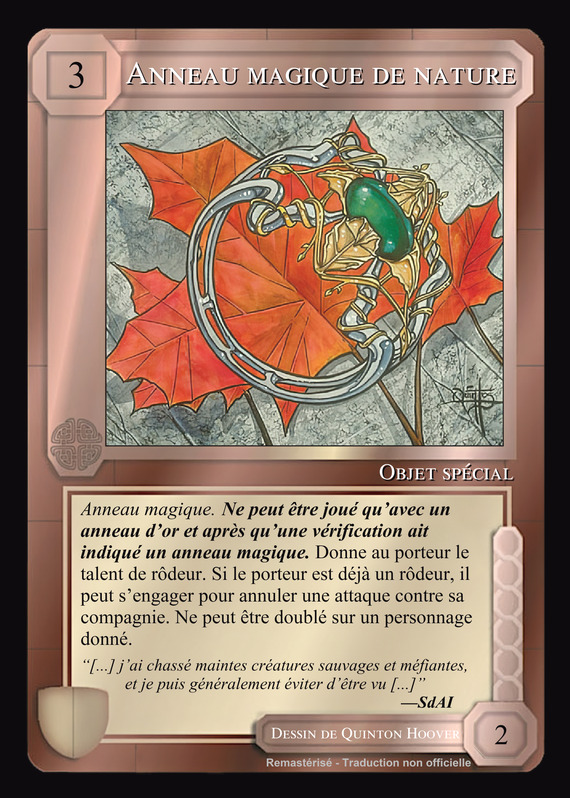 3
Anneau magique de nature
Quinton
Objet spécial
Anneau magique. Ne peut être joué qu'avec un
anneau d'or et après qu'une vérification ait
indiqué un anneau magique. Donne au porteur le
talent de rôdeur. Si le porteur est déjà un rôdeur, il
peut s'engager pour annuler une attaque contre sa
compagnie. Ne peut être doublé sur un personnage
donné.
“[...] j'ai chassé maintes créatures sauvages et méfiantes,
et je puis généralement éviter d'être vu [...]”
—SdAI
Dessin de Quinton Hoover
2
Remastérisé - Traduction non officielle